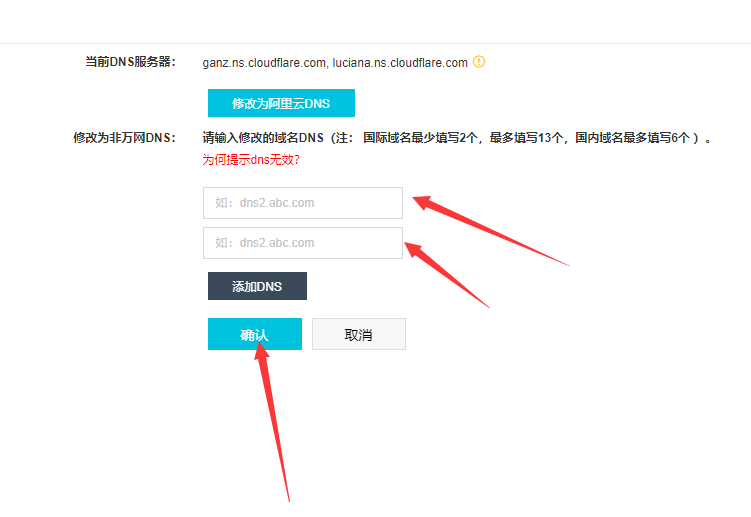 当前DNS服务器： ganz.ns.cloudflare.com, luciana.ns.cloudflare.com
修改为阿里云DNS
修改为非万网DNS： 请输入修改的域名DNS（注： 国际域名最少填写2个，最多填写13个，国内域名最多填写6个 ）。
为何提示dns无效?
如：dns2.abc.com
如：dns2.abc.com
添加DNS
确认 取消